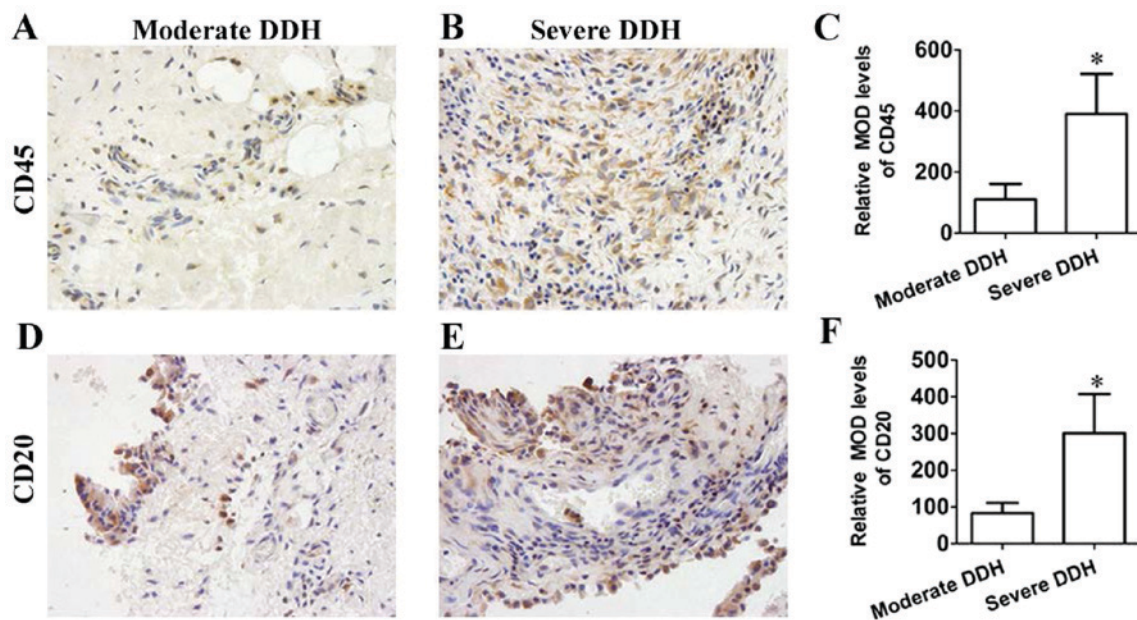 A
Moderate DDH
B
Severe DDH
C
CD45
Relative MOD levels
of CD45
600
400
200
0
*
Moderate DDH
Severe DDH
D
E
F
CD20
Relative MOD levels
of CD20
500
400
300
200
100
0
*
Moderate DDH
Severe DDH